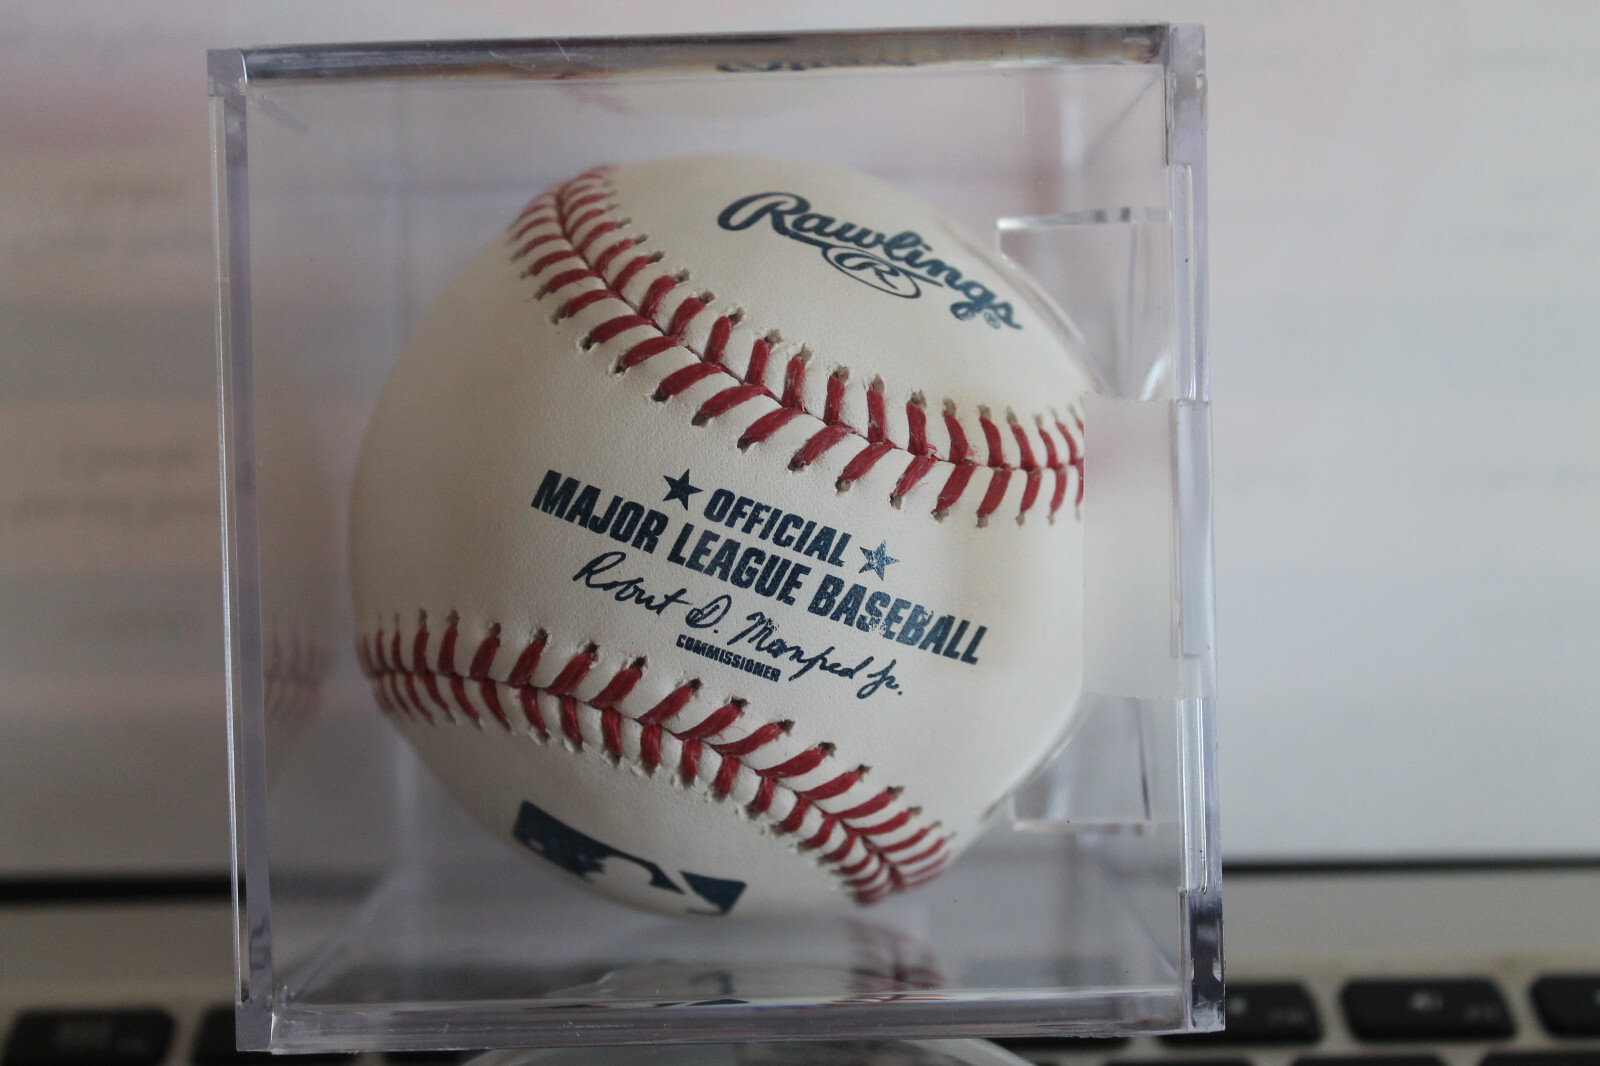 Rawlings®
R
★ OFFICIAL ★
MAJOR LEAGUE BASEBALL
Robert D. Manfred Jr.
COMMISSIONER